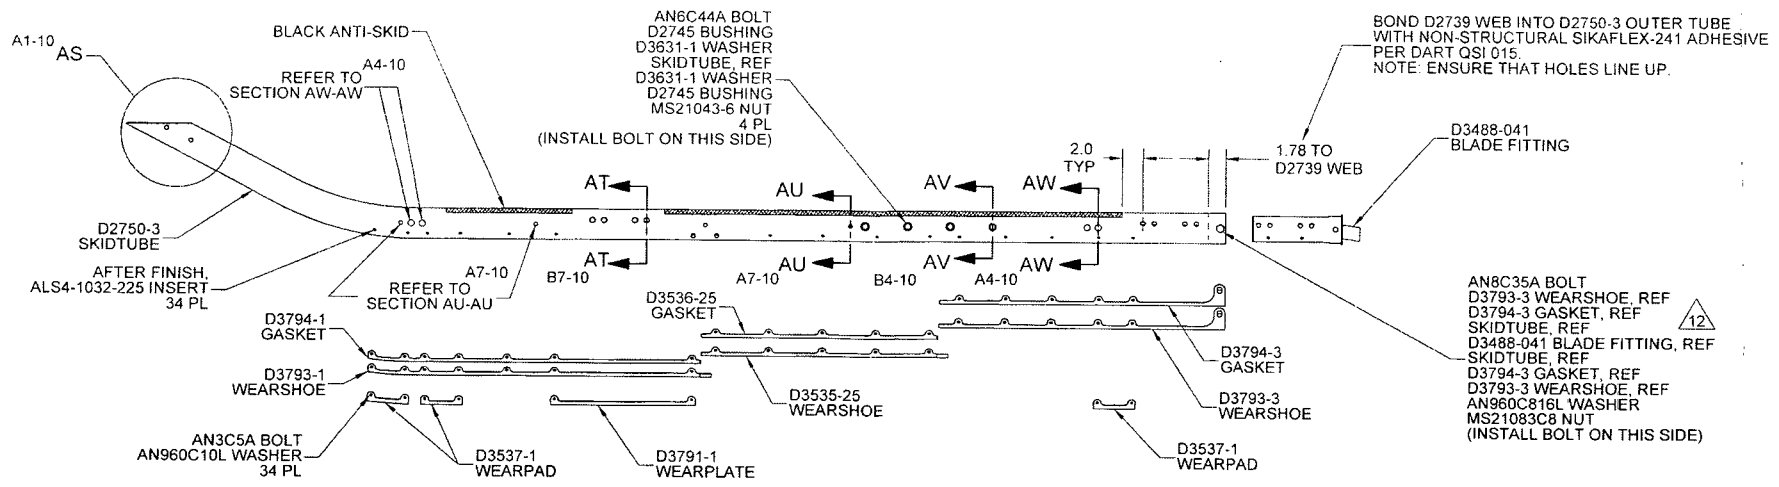 A1-10
AS
BLACK ANTI-SKID
REFER TO
SECTION AW-AW
A4-10
AN6C44A BOLT
D2745 BUSHING
D3631-1 WASHER
SKIDTUBE, REF
D3631-1 WASHER
D2745 BUSHING
MS21043-6 NUT
4 PL
(INSTALL BOLT ON THIS SIDE)
BOND D2739 WEB INTO D2750-3 OUTER TUBE
WITH NON-STRUCTURAL SIKAFLEX-241 ADHESIVE
PER DART QSI 015.
NOTE: ENSURE THAT HOLES LINE UP.
2.0
TYP
1.78 TO
D2739 WEB
D3488-041
BLADE FITTING
AT
AU
AV
AW
D2750-3
SKIDTUBE
AFTER FINISH,
ALS4-1032-225 INSERT
34 PL
A7-10
REFER TO
SECTION AU-AU
AT
B7-10
AU
A7-10
AV
B4-10
AW
A4-10
D3536-25
GASKET
D3794-1
GASKET
D3793-1
WEARSHOE
D3535-25
WEARSHOE
D3794-3
GASKET
D3793-3
WEARSHOE
AN3C5A BOLT
AN960C10L WASHER
34 PL
D3537-1
WEARPAD
D3791-1
WEARPLATE
D3537-1
WEARPAD
AN8C35A BOLT
D3793-3 WEARSHOE, REF
D3794-3 GASKET, REF
SKIDTUBE, REF
D3488-041 BLADE FITTING, REF
SKIDTUBE, REF
D3794-3 GASKET, REF
D3793-3 WEARSHOE, REF
AN960C816L WASHER
MS21083C8 NUT
(INSTALL BOLT ON THIS SIDE)
12